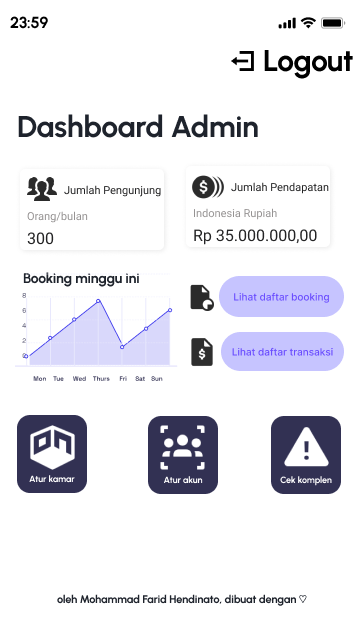 23:59
Logout
Dashboard Admin
Jumlah Pengunjung
Orang/bulan
300
Jumlah Pendapatan
Indonesia Rupiah
Rp 35.000.000,00
Booking minggu ini
8
6
4
2
0
Mon Tue Wed Thurs Fri Sat Sun
Lihat daftar booking
Lihat daftar transaksi
Atur kamar
Atur akun
Cek komplen
oleh Mohammad Farid Hendinato, dibuat dengan ♡